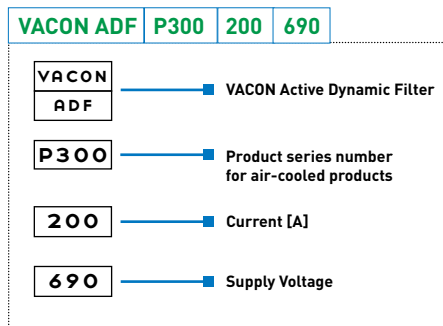 VACON ADF P300 200 690
VACON
ADF
VACON Active Dynamic Filter
P300
Product series number
for air-cooled products
200
Current [A]
690
Supply Voltage